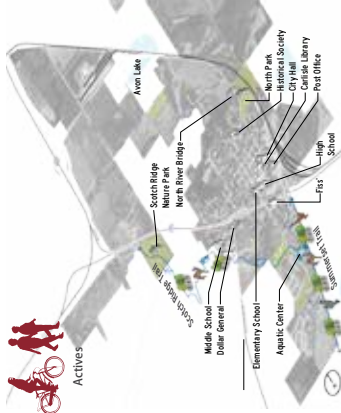 Actives
Avon Lake
Scotch Ridge
Nature Park
North River Bridge
North Park
Historical Society
City Hall
Carlisle Library
Post Office
High
School
Fiss'
Scotch Ridge Trail
Middle School
Dollar General
Elementary School
Aquatic Center
Summerset Trail